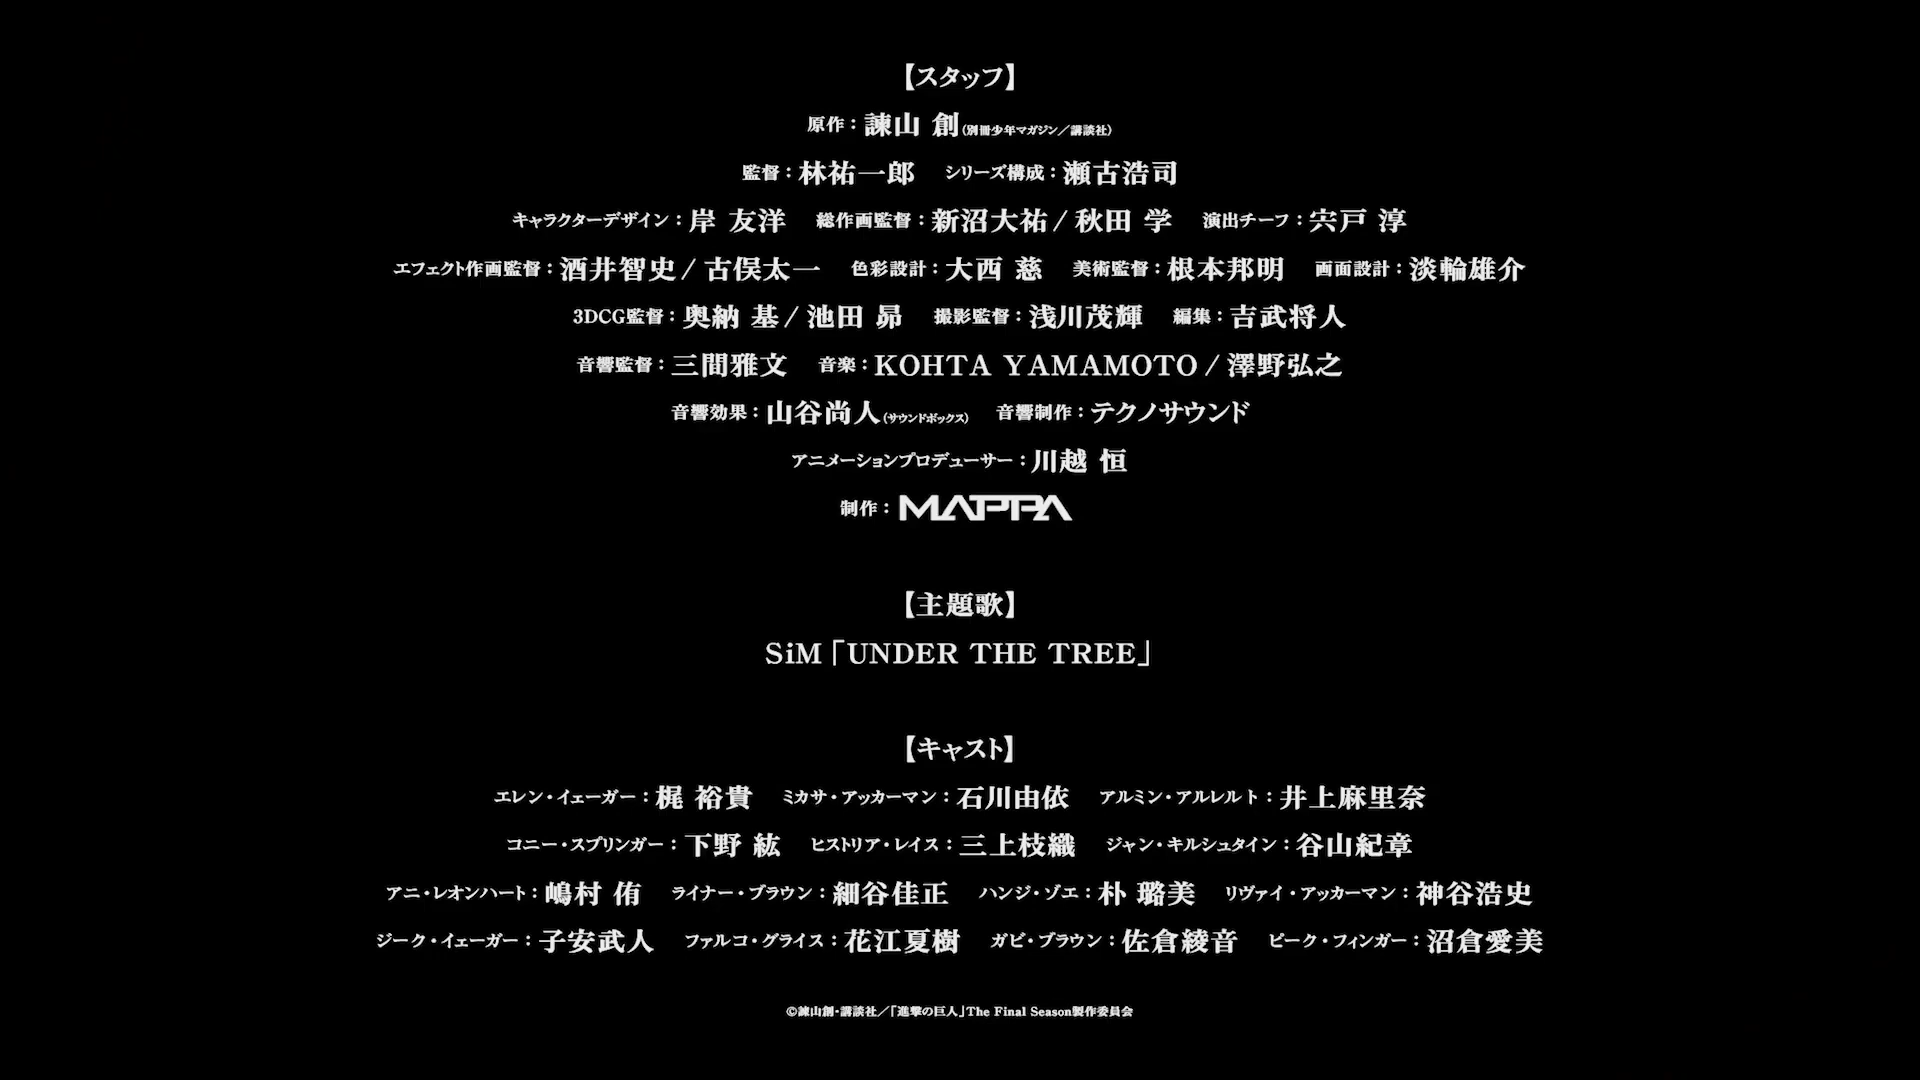 【スタッフ】
原作：諫山 創(別冊少年マガジン／講談社)
監督：林祐一郎　シリーズ構成：瀬古浩司
キャラクターデザイン：岸 友洋　総作画監督：新沼大祐/秋田 学　演出チーフ：宍戸 淳
エフェクト作画監督：酒井智史/古俣太一　色彩設計：大西 慈　美術監督：根本邦明　画面設計：淡輪雄介
3DCG監督：奥納 基/池田 昴　撮影監督：浅川茂輝　編集：吉武将人
音響監督：三間雅文　音楽：KOHTA YAMAMOTO/澤野弘之
音響効果：山谷尚人(サウンドボックス)　音響制作：テクノサウンド
アニメーションプロデューサー：川越 恒
制作：MAPPA
【主題歌】
SiM「UNDER THE TREE」
【キャスト】
エレン・イェーガー：梶 裕貴　ミカサ・アッカーマン：石川由依　アルミン・アルレルト：井上麻里奈
コニー・スプリンガー：下野 紘　ヒストリア・レイス：三上枝織　ジャン・キルシュタイン：谷山紀章
アニ・レオンハート：嶋村 侑　ライナー・ブラウン：細谷佳正　ハンジ・ゾエ：朴 璐美　リヴァイ・アッカーマン：神谷浩史
ジーク・イェーガー：子安武人　ファルコ・グライス：花江夏樹　ガビ・ブラウン：佐倉綾音　ピーク・フィンガー：沼倉愛美
©諫山創・講談社／「進撃の巨人」The Final Season製作委員会